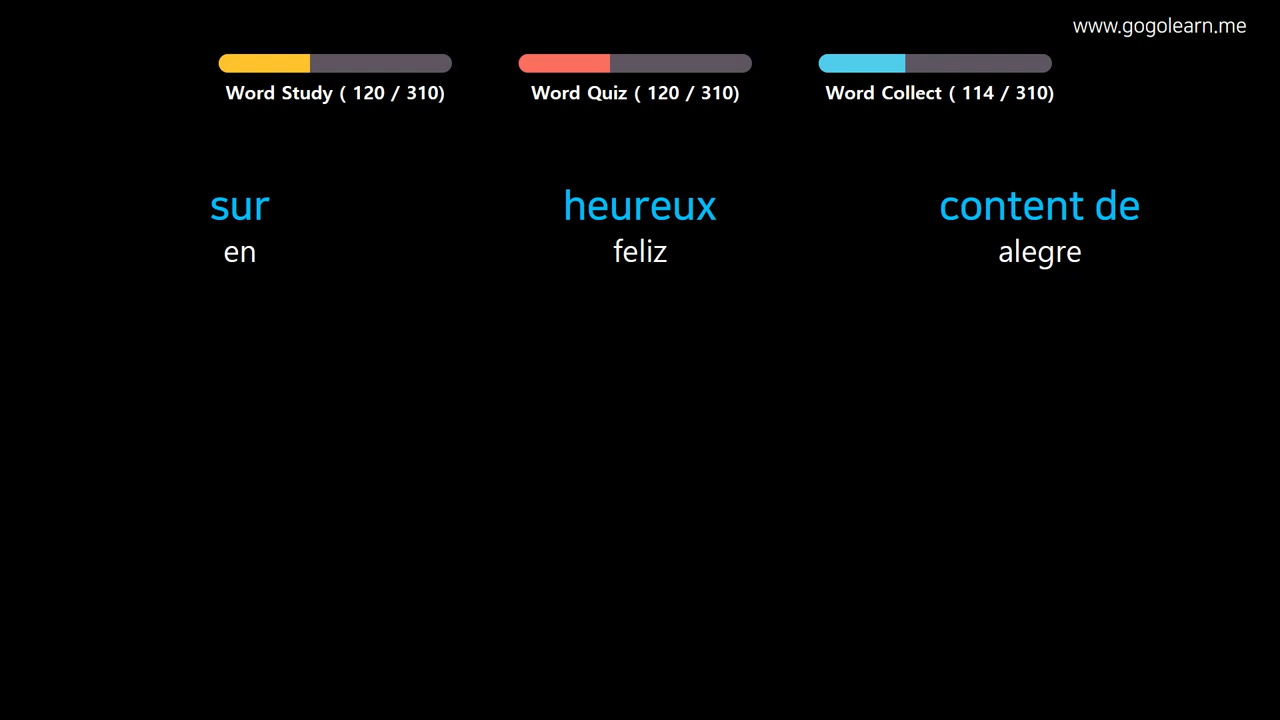 www.gogolearn.me
Word Study ( 120 / 310)
Word Quiz ( 120 / 310)
Word Collect ( 114 / 310)
sur
en
heureux
feliz
content de
alegre